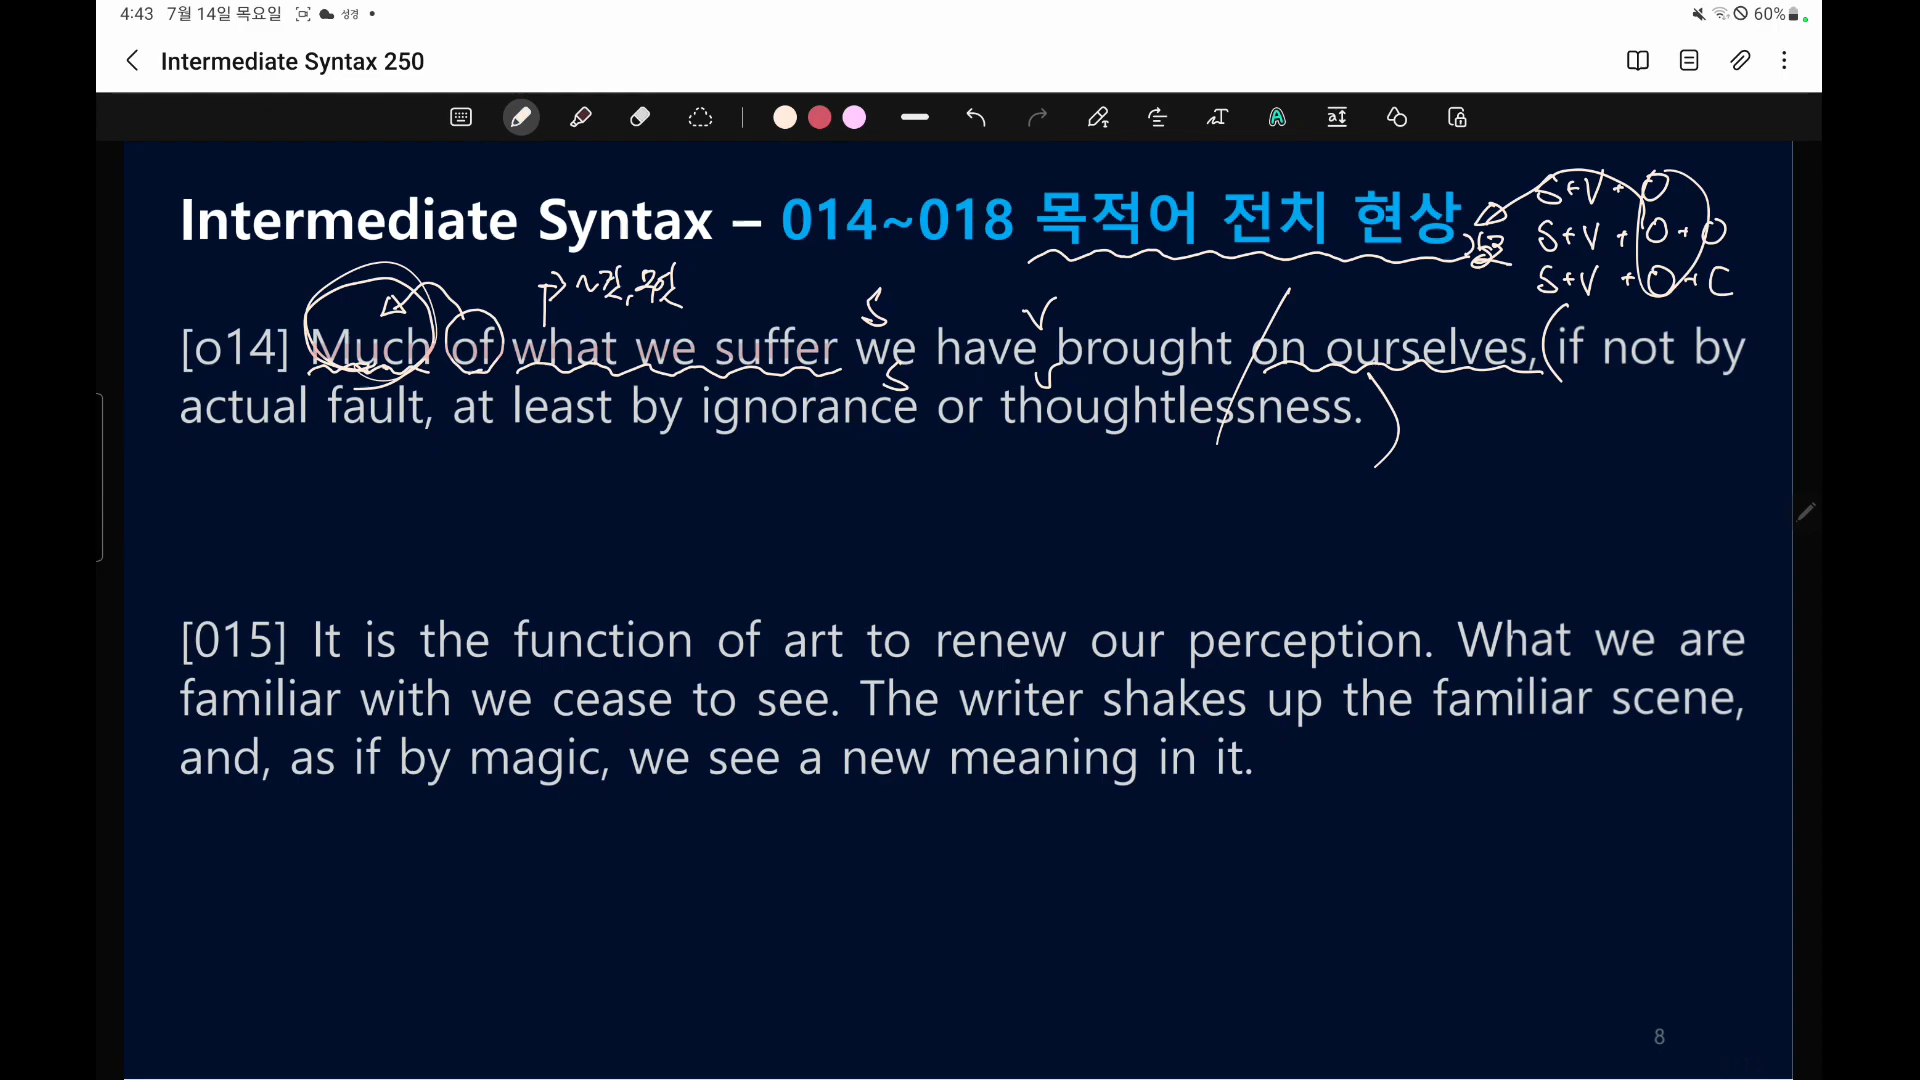 4:43 7월 14일 목요일 성경 •
60%
Intermediate Syntax 250
Intermediate Syntax – 014~018 목적어 전치 현상
S+V+O
S+V+O+O
S+V+O+C
S V
[o14] Much of what we suffer we have brought on ourselves, if not by
S V
actual fault, at least by ignorance or thoughtlessness.
[015] It is the function of art to renew our perception. What we are
familiar with we cease to see. The writer shakes up the familiar scene,
and, as if by magic, we see a new meaning in it.
8